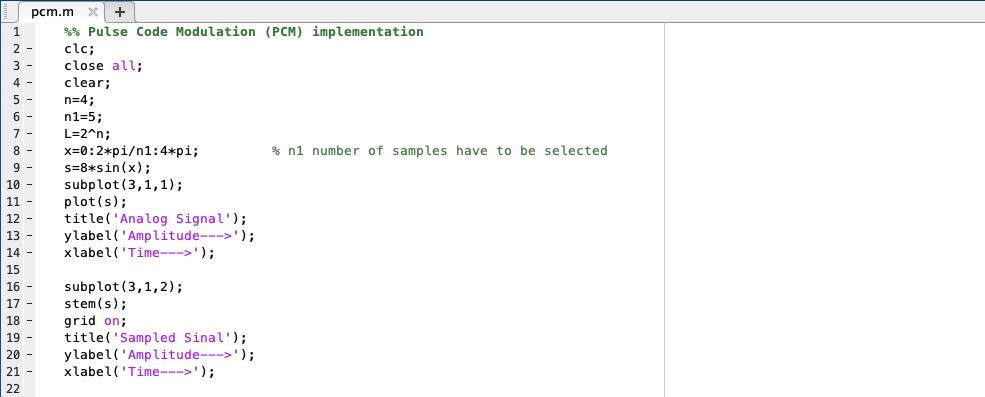 pcm.m × +
1 %% Pulse Code Modulation (PCM) implementation
2 - clc;
3 - close all;
4 - clear;
5 - n=4;
6 - n1=5;
7 - L=2^n;
8 - x=0:2*pi/n1:4*pi; % n1 number of samples have to be selected
9 - s=8*sin(x);
10 - subplot(3,1,1);
11 - plot(s);
12 - title('Analog Signal');
13 - ylabel('Amplitude--->');
14 - xlabel('Time--->');
15
16 - subplot(3,1,2);
17 - stem(s);
18 - grid on;
19 - title('Sampled Sinal');
20 - ylabel('Amplitude--->');
21 - xlabel('Time--->');
22